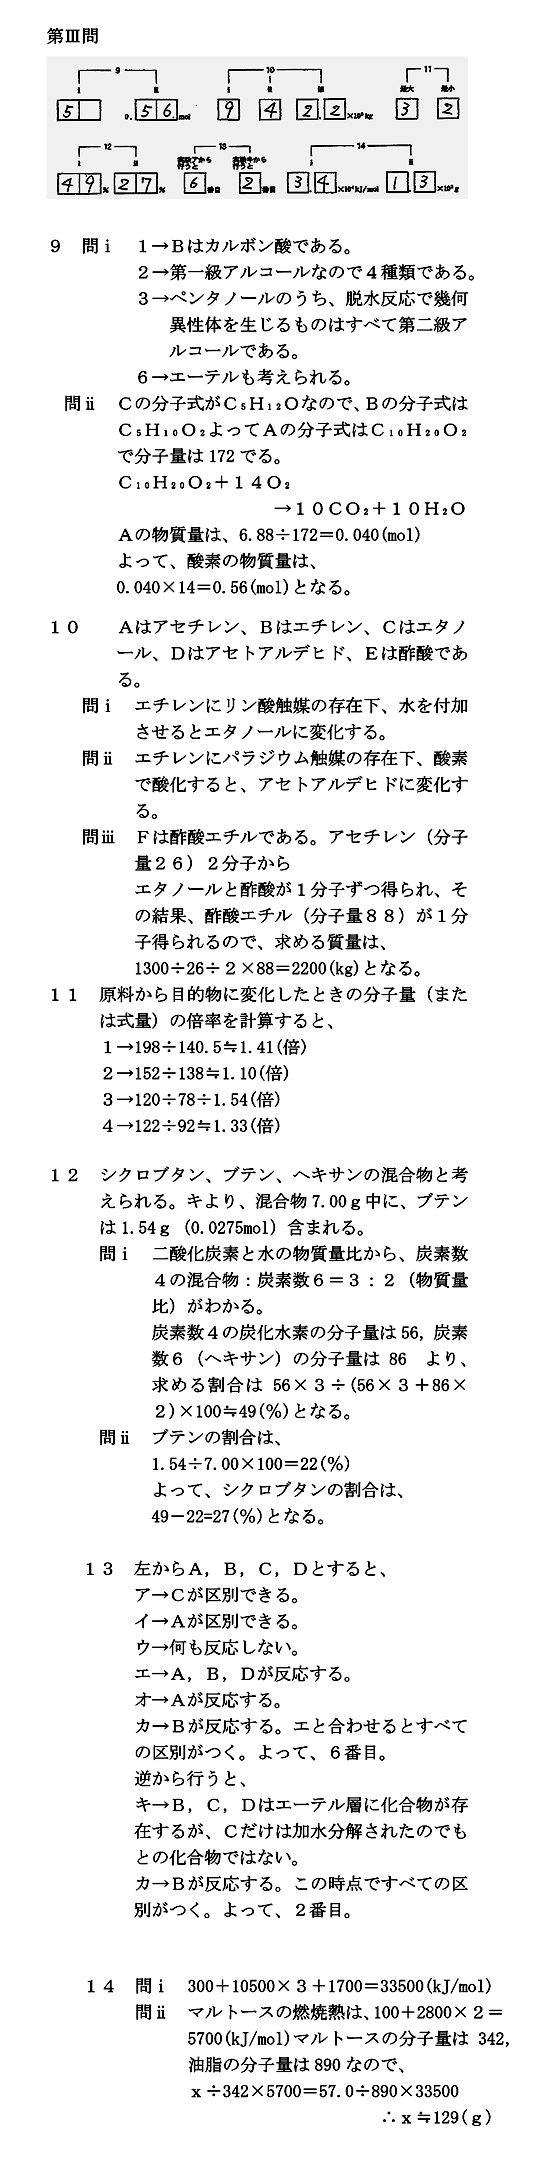 第Ⅲ問
9 10 11
i ii i ii iii 最大 最小
5 0.56mol 9 4 2.2×10³kg 3 2
12 13 14
i ii 実験アから行うと 実験キから行うと i ii
49% 27% 6番目 2番目 3.4×10⁴kJ/mol 1.3×10²g
9 問ⅰ 1→Bはカルボン酸である。
2→第一級アルコールなので4種類である。
3→ペンタノールのうち、脱水反応で幾何
異性体を生じるものはすべて第二級ア
ルコールである。
6→エーテルも考えられる。
問ⅱ Cの分子式がC₅H₁₂Oなので、Bの分子式は
C₅H₁₀O₂よってAの分子式はC₁₀H₂₀O₂
で分子量は172でる。
C₁₀H₂₀O₂+14O₂
→10CO₂+10H₂O
Aの物質量は、6.88÷172=0.040(mol)
よって、酸素の物質量は、
0.040×14=0.56(mol)となる。
10 Aはアセチレン、Bはエチレン、Cはエタノ
ール、Dはアセトアルデヒド、Eは酢酸であ
る。
問ⅰ エチレンにリン酸触媒の存在下、水を付加
させるとエタノールに変化する。
問ⅱ エチレンにパラジウム触媒の存在下、酸素
で酸化すると、アセトアルデヒドに変化す
る。
問ⅲ Fは酢酸エチルである。アセチレン(分子
量26)2分子から
エタノールと酢酸が1分子ずつ得られ、そ
の結果、酢酸エチル(分子量88)が1分
子得られるので、求める質量は、
1300÷26÷2×88=2200(kg)となる。
11 原料から目的物に変化したときの分子量(また
は式量)の倍率を計算すると、
1→198÷140.5≒1.41(倍)
2→152÷138≒1.10(倍)
3→120÷78÷1.54(倍)
4→122÷92≒1.33(倍)
12 シクロブタン、ブテン、ヘキサンの混合物と考
えられる。キより、混合物7.00g中に、ブテン
は1.54g(0.0275mol)含まれる。
問ⅰ 二酸化炭素と水の物質量比から、炭素数
4の混合物:炭素数6=3:2(物質量
比)がわかる。
炭素数4の炭化水素の分子量は56,炭素
数6(ヘキサン)の分子量は 86 より、
求める割合は 56×3÷(56×3+86×
2)×100≒49(%)となる。
問ⅱ ブテンの割合は、
1.54÷7.00×100=22(%)
よって、シクロブタンの割合は、
49-22=27(%)となる。
13 左からA,B,C,Dとすると、
ア→Cが区別できる。
イ→Aが区別できる。
ウ→何も反応しない。
エ→A,B,Dが反応する。
オ→Aが反応する。
カ→Bが反応する。エと合わせるとすべて
の区別がつく。よって、6番目。
逆から行うと、
キ→B,C,Dはエーテル層に化合物が存
在するが、Cだけは加水分解されたのでも
との化合物ではない。
カ→Bが反応する。この時点ですべての区
別がつく。よって、2番目。
14 問ⅰ 300+10500×3+1700=33500(kJ/mol)
問ⅱ マルトースの燃焼熱は、100+2800×2=
5700(kJ/mol)マルトースの分子量は 342,
油脂の分子量は890なので、
x÷342×5700=57.0÷890×33500
∴x≒129(g)